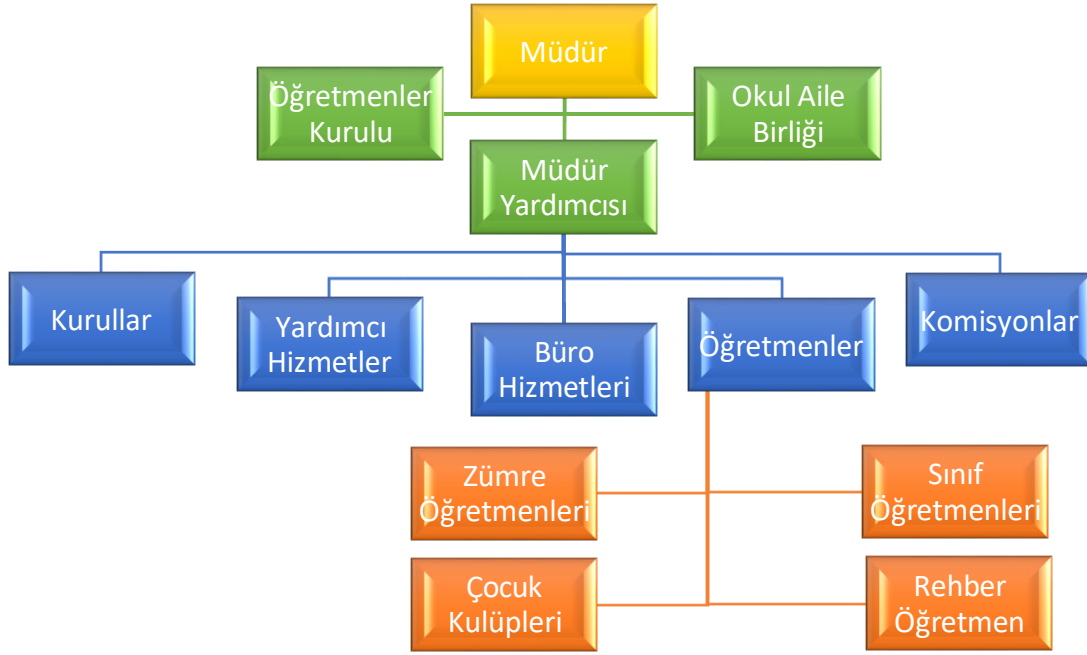 Müdür
Öğretmenler
Kurulu
Okul Aile
Birliği
Müdür
Yardımcısı
Kurullar
Yardımcı
Hizmetler
Büro
Hizmetleri
Öğretmenler
Komisyonlar
Zümre
Öğretmenleri
Sınıf
Öğretmenleri
Çocuk
Kulüpleri
Rehber
Öğretmen